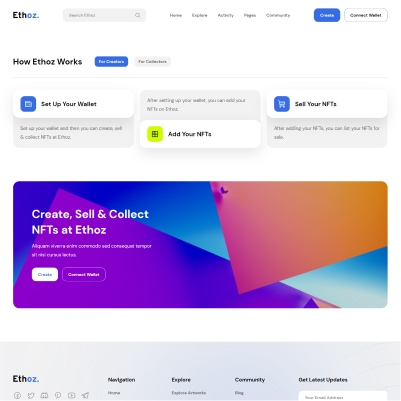 Ethoz.
Search Ethoz
Home Explore Activity Pages Community
Create Connect Wallet
How Ethoz Works For Creators For Collectors
Set Up Your Wallet
Set up your wallet and then you can create, sell
& collect NFTs at Ethoz.
After setting up your wallet, you can add your
NFTs on Ethoz.
Add Your NFTs
Sell Your NFTs
After adding your NFTs, you can list your NFTs for
sale.
Create, Sell & Collect
NFTs at Ethoz
Aliquam viverra enim commodo sed consequat tempor
sit nisi cursus lectus.
Create Connect Wallet
Ethoz.
Navigation Explore Community Get Latest Updates
Home Explore Artworks Blog Your Email Address